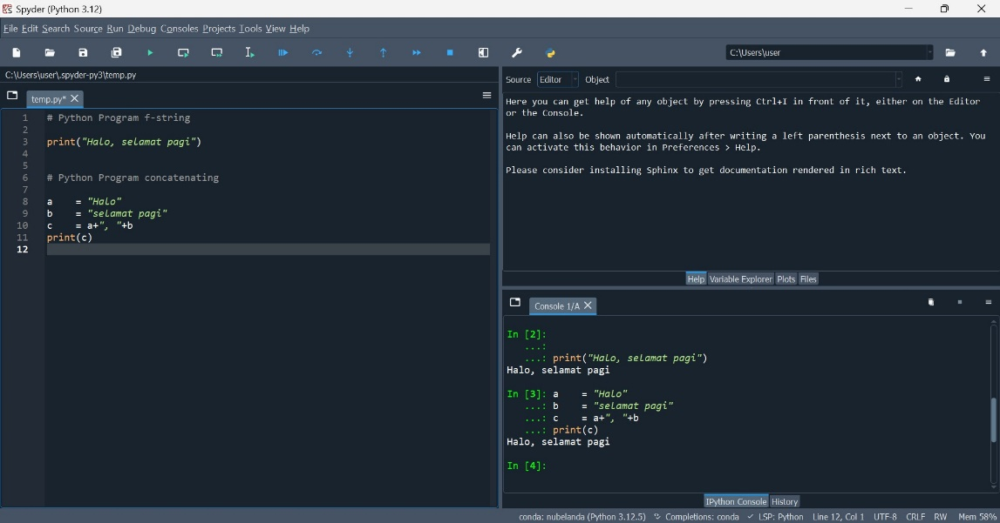 Spyder (Python 3.12)
File Edit Search Source Run Debug Consoles Projects Tools View Help
C:\Users\user
C:\Users\user\.spyder-py3\temp.py
temp.py*
1 # Python Program f-string
2
3 print("Halo, selamat pagi")
4
5
6 # Python Program concatenating
7
8 a    = "Halo"
9 b    = "selamat pagi"
10 c    = a+", "+b
11 print(c)
12
Source Editor Object
Here you can get help of any object by pressing Ctrl+I in front of it, either on the Editor
or the Console.
Help can also be shown automatically after writing a left parenthesis next to an object. You
can activate this behavior in Preferences > Help.
Please consider installing Sphinx to get documentation rendered in rich text.
Help Variable Explorer Plots Files
Console 1/A
In [2]:
...:
...: print("Halo, selamat pagi")
Halo, selamat pagi
In [3]: a    = "Halo"
...: b    = "selamat pagi"
...: c    = a+", "+b
...: print(c)
Halo, selamat pagi
In [4]:
IPython Console History
conda: nubelanda (Python 3.12.5) Completions: conda LSP: Python Line 12, Col 1 UTF-8 CRLF RW Mem 58%